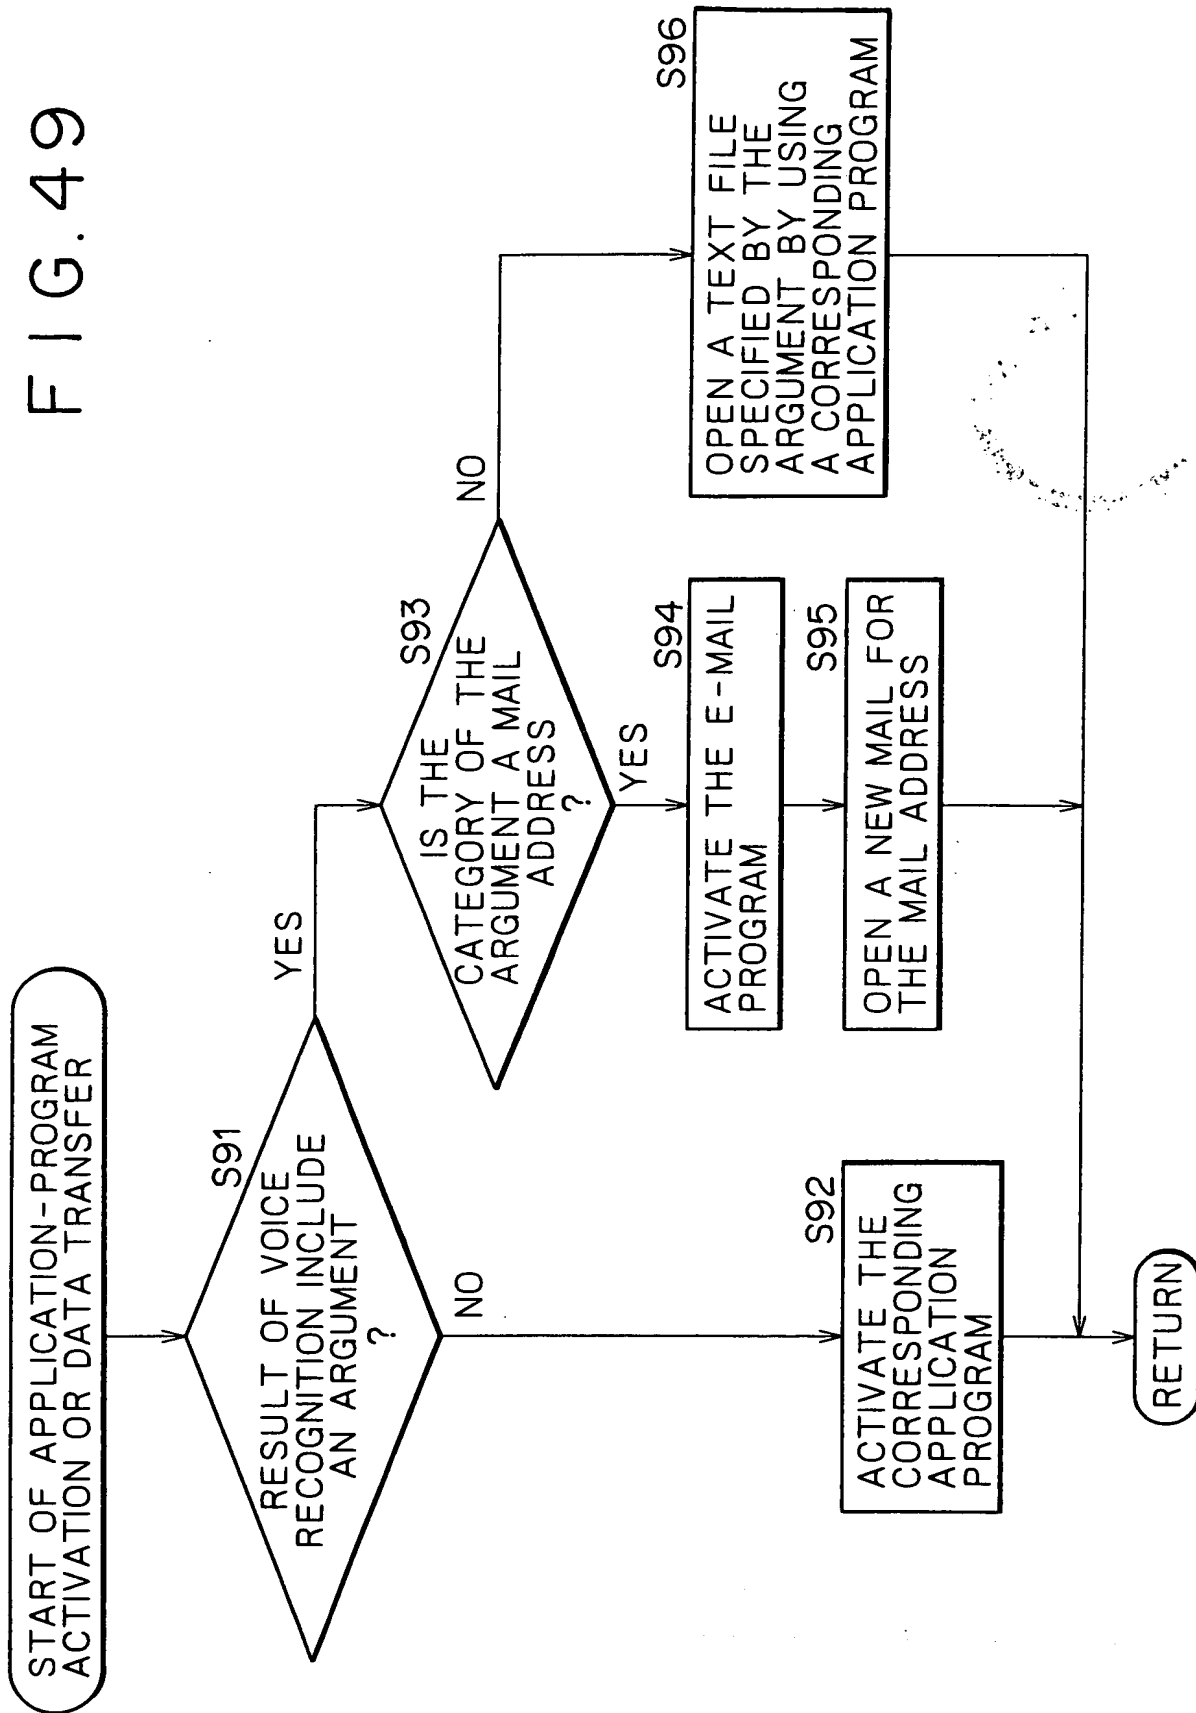 FIG. 49
START OF APPLICATION-PROGRAM
ACTIVATION OR DATA TRANSFER
S91
RESULT OF VOICE
RECOGNITION INCLUDE
AN ARGUMENT
?
YES
NO
S93
IS THE
CATEGORY OF THE
ARGUMENT A MAIL
ADDRESS
?
NO
YES
S92
ACTIVATE THE
CORRESPONDING
APPLICATION
PROGRAM
S94
ACTIVATE THE E-MAIL
PROGRAM
S95
OPEN A NEW MAIL FOR
THE MAIL ADDRESS
S96
OPEN A TEXT FILE
SPECIFIED BY THE
ARGUMENT BY USING
A CORRESPONDING
APPLICATION PROGRAM
RETURN